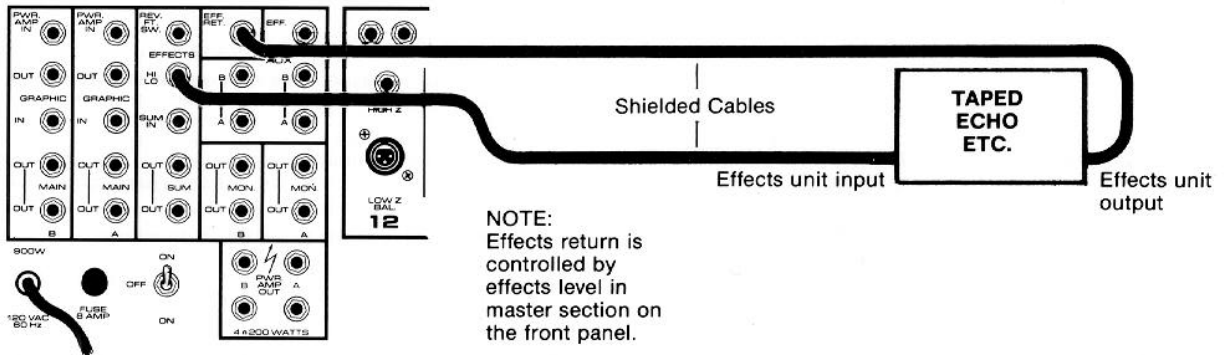 PWR. AMP IN
PWR. AMP IN
REV. FT. SW.
EFF. RET.
EFF.
EFFECTS
AUX
OUT
OUT
HI LO
B
B
GRAPHIC
GRAPHIC
A
A
HIGH Z
IN
IN
SUM IN
OUT
OUT
OUT
OUT
OUT
MAIN
MAIN
SUM
MON.
MON
OUT
OUT
OUT
OUT
OUT
B
A
B
A
LOW Z
BAL.
12
900W
ON
OFF
ON
120 VAC
60 Hz
FUSE
8 AMP
B
PWR.
AMP
OUT
A
4 x 200 WATTS
Shielded Cables
TAPED
ECHO
ETC.
Effects unit input
Effects unit
output
NOTE:
Effects return is
controlled by
effects level in
master section on
the front panel.